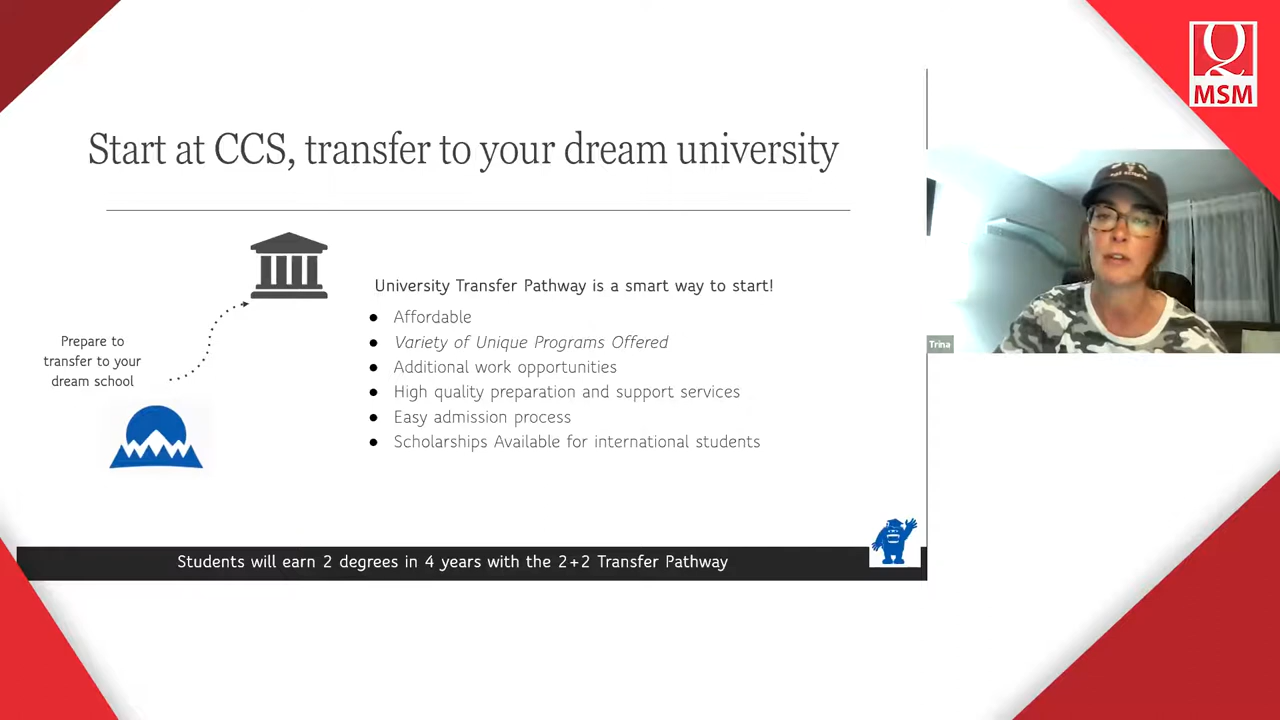 MSM
Start at CCS, transfer to your dream university
University Transfer Pathway is a smart way to start!
● Affordable
● Variety of Unique Programs Offered
● Additional work opportunities
● High quality preparation and support services
● Easy admission process
● Scholarships Available for international students
Prepare to
transfer to your
dream school
Trina
Students will earn 2 degrees in 4 years with the 2+2 Transfer Pathway